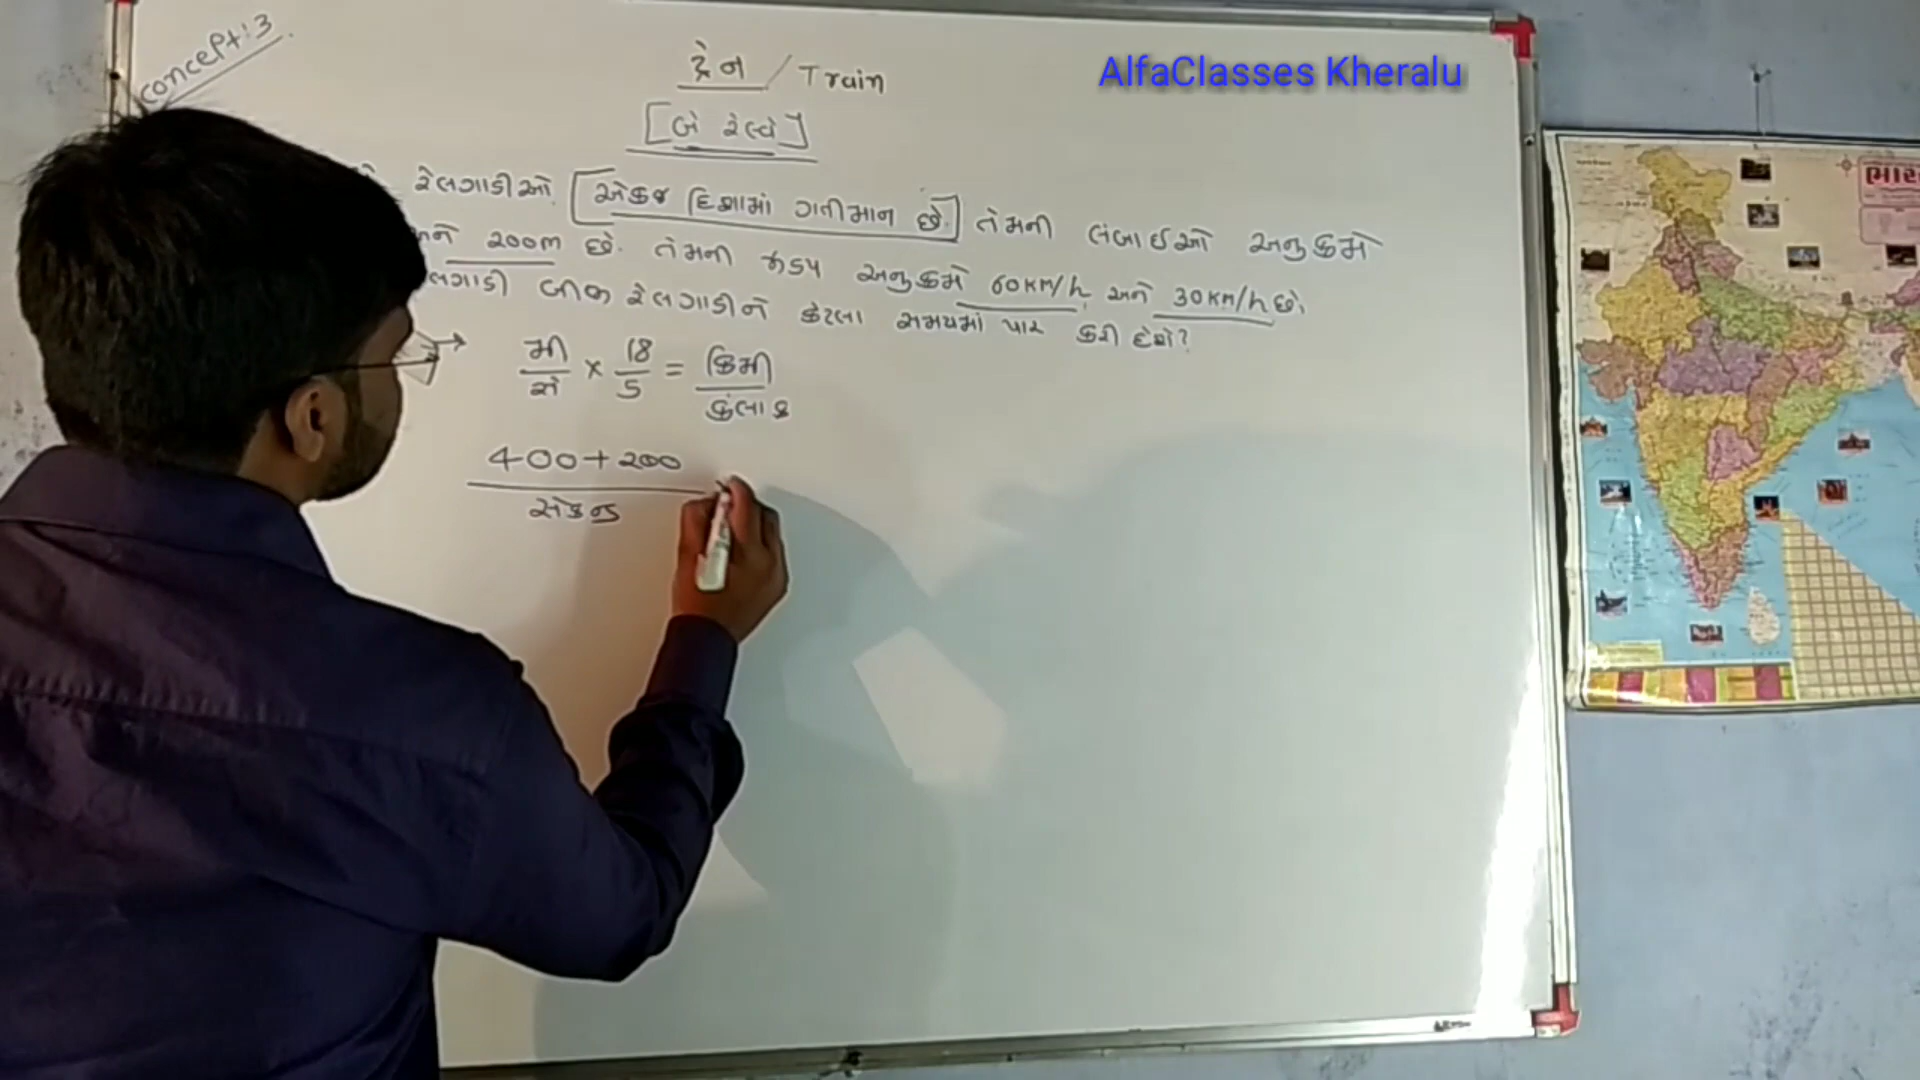 concept:3
ટ્રેન / Train
AlfaClasses Kheralu
[બે રેલ્વે]
રેલગાડીઓ [એકજ દિશામાં ગતીમાન છે.] તેમની લંબાઈઓ અનુક્રમે
અને 200m છે. તેમની ઝડપ અનુક્રમે 60KM/h અને 30KM/h છે.
રેલગાડીને કેટલા સમયમાં પાર કરી દેશે?
મી/સે × 18/5 = કિમી/કલાક
400+200
સેકન્ડ